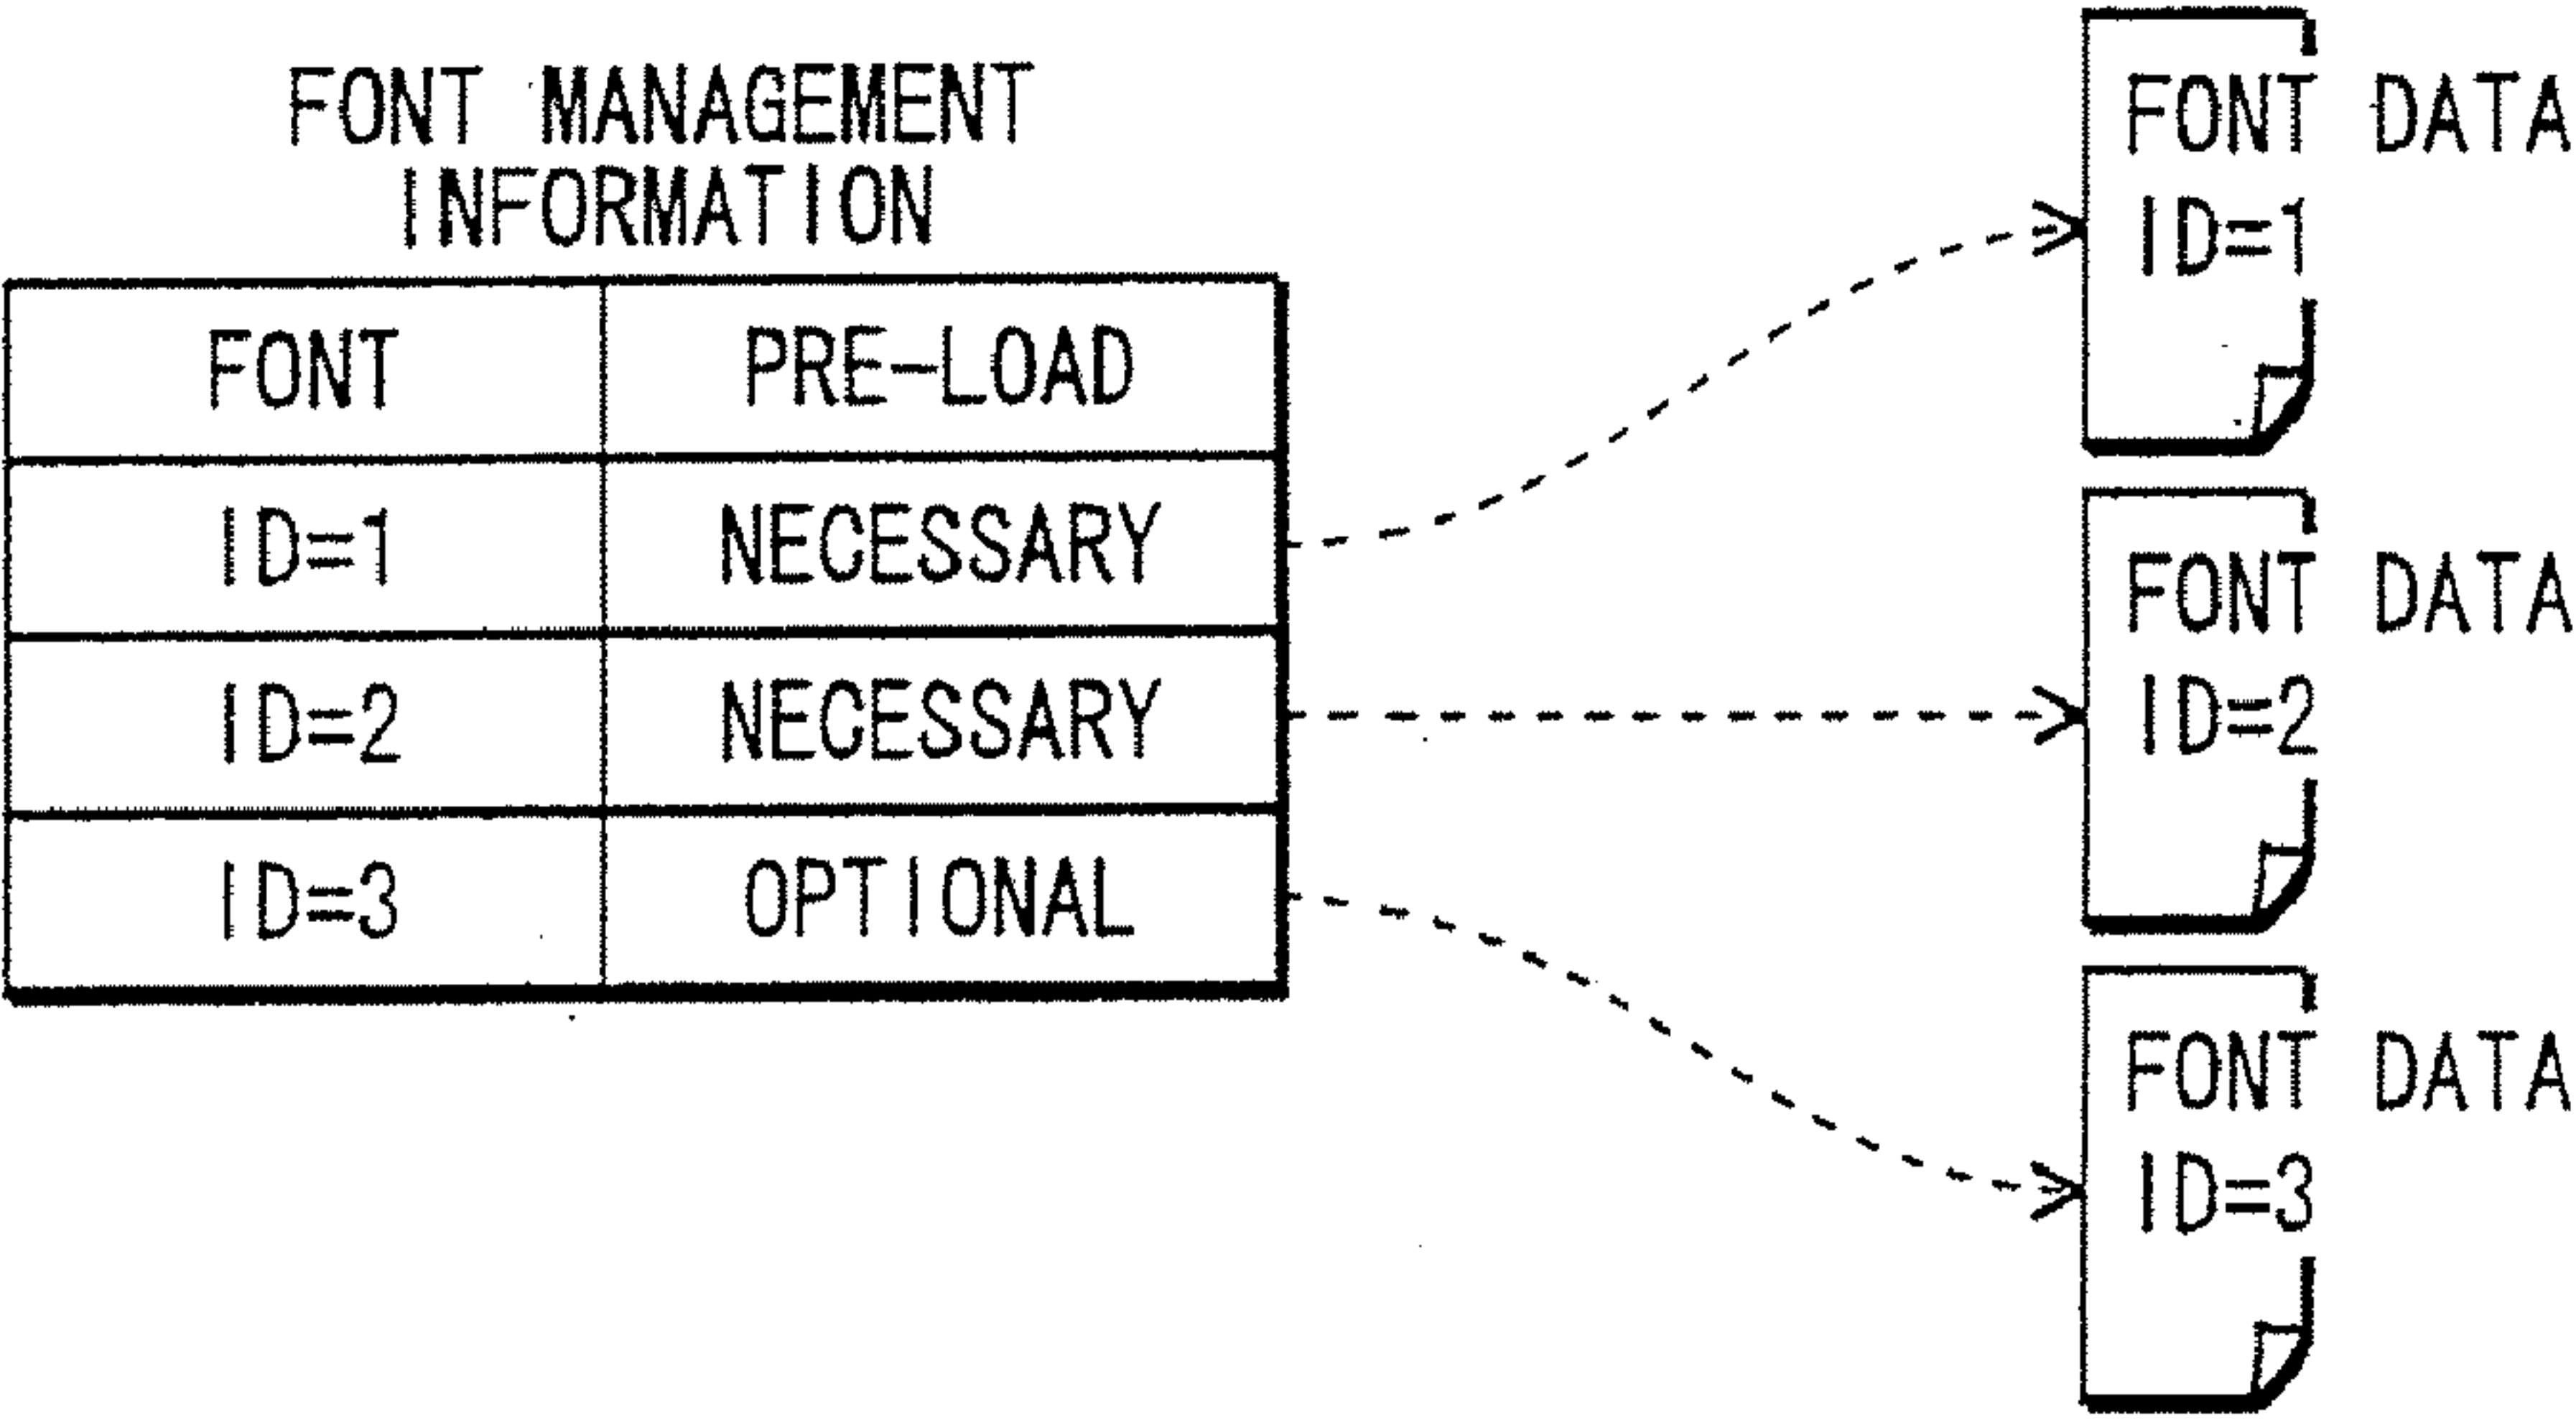 FONT MANAGEMENT
INFORMATION
FONT PRE-LOAD
ID=1 NECESSARY
ID=2 NECESSARY
ID=3 OPTIONAL
FONT DATA
ID=1
FONT DATA
ID=2
FONT DATA
ID=3